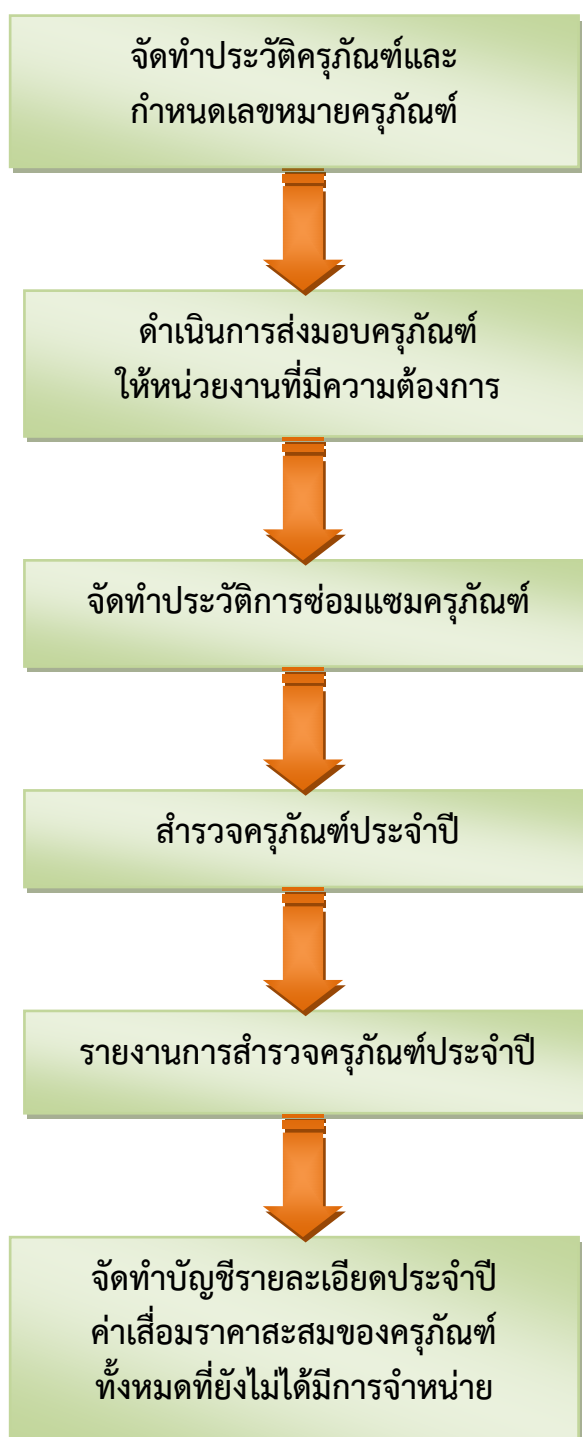 จัดทำประวัติครุภัณฑ์และ
กำหนดเลขหมายครุภัณฑ์
ดำเนินการส่งมอบครุภัณฑ์
ให้หน่วยงานที่มีความต้องการ
จัดทำประวัติการซ่อมแซมครุภัณฑ์
สำรวจครุภัณฑ์ประจำปี
รายงานการสำรวจครุภัณฑ์ประจำปี
จัดทำบัญชีรายละเอียดประจำปี
ค่าเสื่อมราคาสะสมของครุภัณฑ์
ทั้งหมดที่ยังไม่ได้มีการจำหน่าย